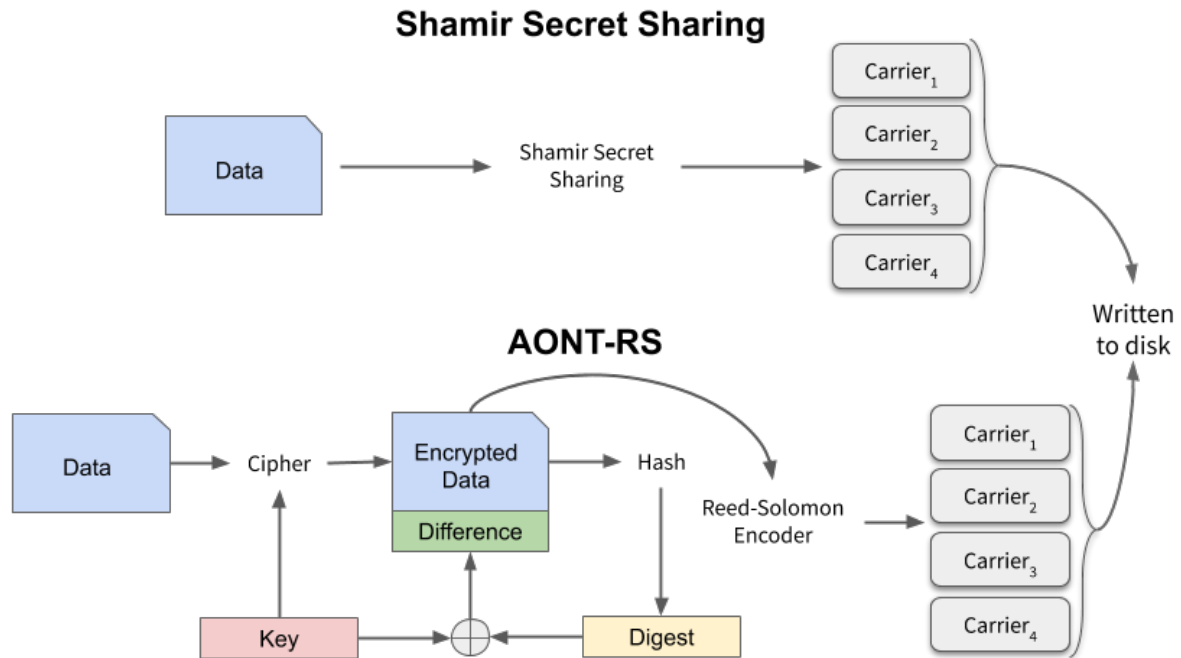 Shamir Secret Sharing
Data
Shamir Secret
Sharing
Carrier₁
Carrier₂
Carrier₃
Carrier₄
Written
to disk
AONT-RS
Data
Cipher
Encrypted
Data
Difference
Hash
Reed-Solomon
Encoder
Carrier₁
Carrier₂
Carrier₃
Carrier₄
Key
Digest